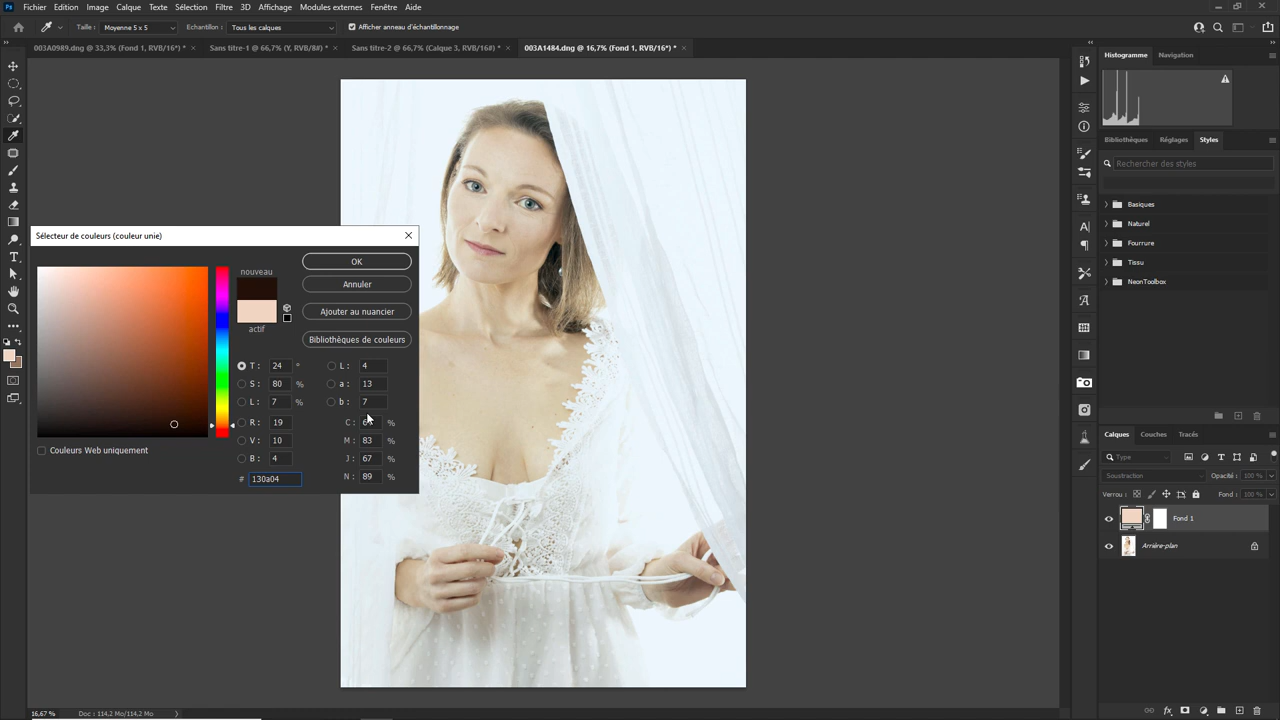 Fichier Edition Image Calque Texte Sélection Filtre 3D Affichage Modules externes Fenêtre Aide
Taille : Moyenne 5 x 5 Echantillon : Tous les calques Afficher anneau d'échantillonnage
003A0989.dng @ 33,3% (Fond 1, RVB/16*) * × Sans titre-1 @ 66,7% (Y, RVB/8#) * × Sans titre-2 @ 66,7% (Calque 3, RVB/16#) * × 003A1484.dng @ 16,7% (Fond 1, RVB/16*) * ×
Histogramme Navigation
Bibliothèques Réglages Styles
Rechercher des styles
Basiques
Naturel
Fourrure
Tissu
NeonToolbox
Sélecteur de couleurs (couleur unie)
nouveau
actif
OK
Annuler
Ajouter au nuancier
Bibliothèques de couleurs
T : 24 ° L : 4
S : 80 % a : 13
L : 7 % b : 7
R : 19 C : %
V : 10 M : 83 %
B : 4 J : 67 %
# 130a04 N : 89 %
Couleurs Web uniquement
Calques Couches Tracés
Type
Soustraction Opacité : 100 %
Verrou : Fond : 100 %
Fond 1
Arrière-plan
16,67 % Doc : 114,2 Mo/114,2 Mo